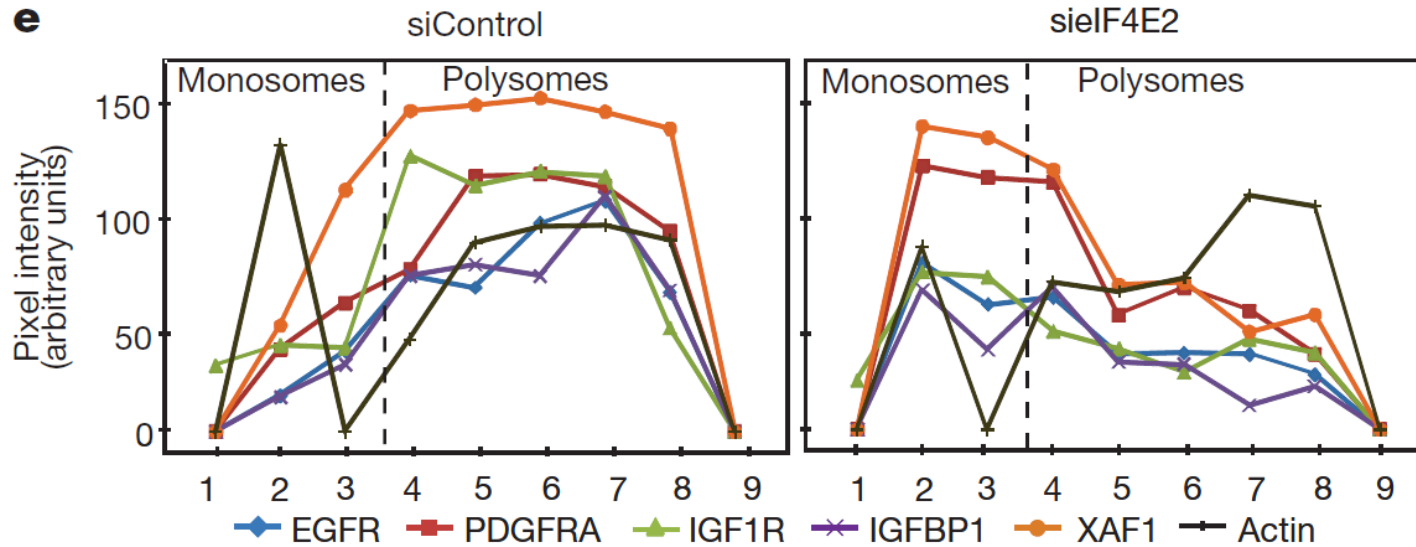 e
siControl
sieIF4E2
Monosomes
Polysomes
Monosomes
Polysomes
Pixel intensity
(arbitrary units)
150
100
50
0
1 2 3 4 5 6 7 8 9
1 2 3 4 5 6 7 8 9
EGFR PDGFRA IGF1R IGFBP1 XAF1 Actin